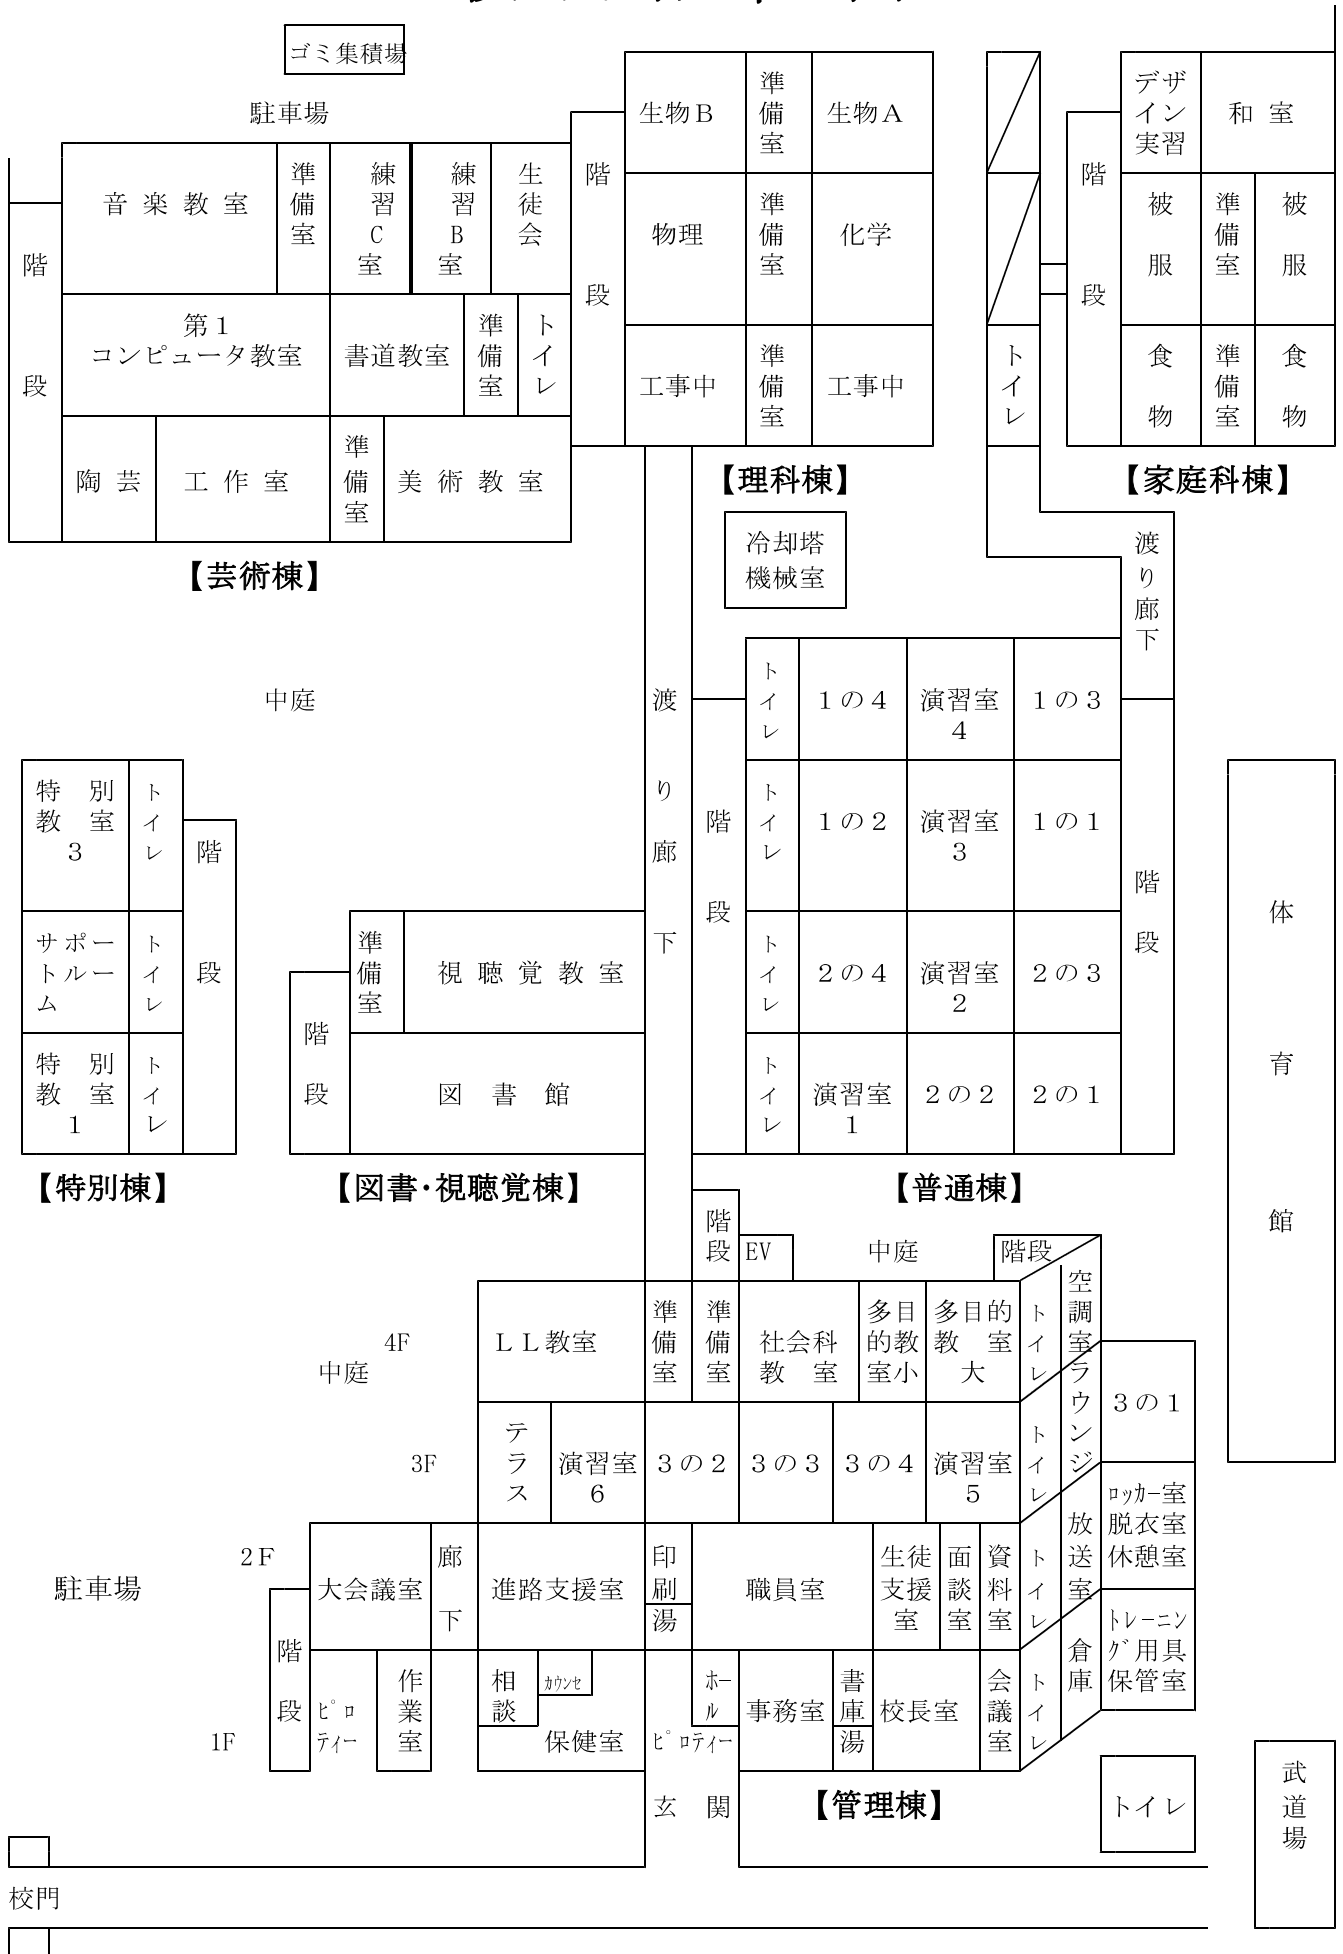 ゴミ集積場
駐車場
音楽教室
準備室
練習C室
練習B室
生徒会
階段
第１
コンピュータ教室
書道教室
準備室
トイレ
陶芸
工作室
準備室
美術教室
【芸術棟】
階段
生物Ｂ
準備室
生物Ａ
物理
準備室
化学
工事中
準備室
工事中
【理科棟】
トイレ
階段
デザ
イン
実習
和室
被服
準備室
被服
食物
準備室
食物
【家庭科棟】
冷却塔
機械室
渡り廊下
中庭
渡り廊下
特別
教室
３
トイレ
階段
サポー
トルー
ム
トイレ
特別
教室
１
トイレ
【特別棟】
準備室
視聴覚教室
階段
図書館
【図書・視聴覚棟】
階段
トイレ
１の４
演習室
４
１の３
トイレ
１の２
演習室
３
１の１
トイレ
２の４
演習室
２
２の３
トイレ
演習室
１
２の２
２の１
階段
【普通棟】
体育館
階段
EV
中庭
階段
4F
中庭
ＬＬ教室
準備室
準備室
社会科
教室
多目
的教
室小
多目的
教室
大
トイレ
空調室
3F
テラス
演習室
６
３の２
３の３
３の４
演習室
５
トイレ
ラウンジ
３の１
２Ｆ
駐車場
大会議室
廊下
進路支援室
印刷
湯
職員室
生徒
支援
室
面談室
資料室
トイレ
放送室
ﾛｯｶｰ室
脱衣室
休憩室
1F
階段
ﾋﾟﾛ
ﾃｨｰ
作業室
相談
ｶｳﾝｾ
保健室
ﾋﾟﾛﾃｨｰ
ﾎｰ
ﾙ
事務室
書庫
湯
校長室
会議室
トイレ
倉庫
ﾄﾚｰﾆﾝ
ｸﾞ用具
保管室
玄関
【管理棟】
トイレ
武道場
校門